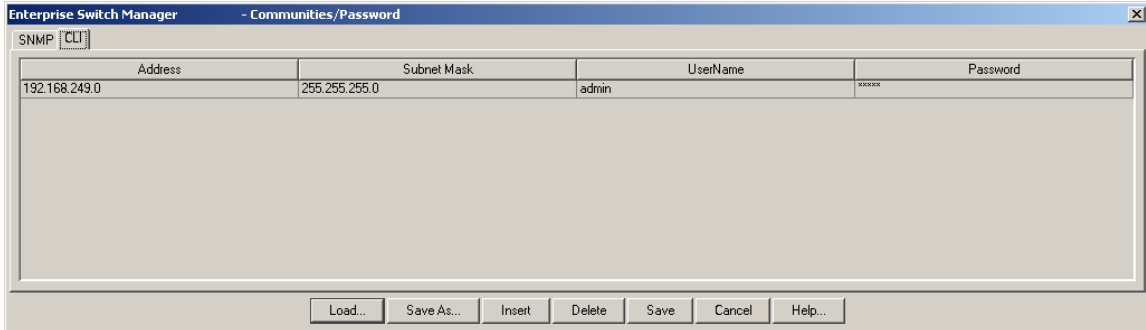 Enterprise Switch Manager - Communities/Password
SNMP CLI
Address Subnet Mask UserName Password
192.168.249.0 255.255.255.0 admin *****
Load... Save As... Insert Delete Save Cancel Help...